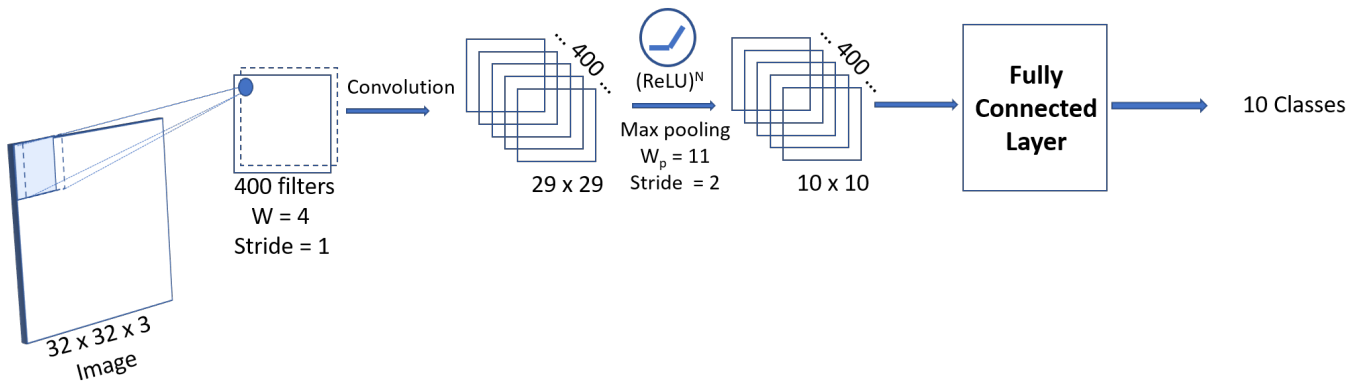 32 x 32 x 3
Image
400 filters
W = 4
Stride = 1
Convolution
... 400 ...
29 x 29
(ReLU)^N
Max pooling
W_p = 11
Stride = 2
... 400 ...
10 x 10
Fully
Connected
Layer
10 Classes